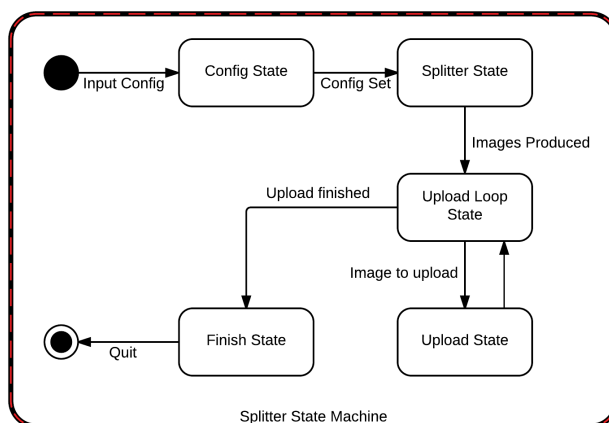 Config State
Splitter State
Input Config
Config Set
Images Produced
Upload finished
Upload Loop
State
Image to upload
Finish State
Upload State
Quit
Splitter State Machine